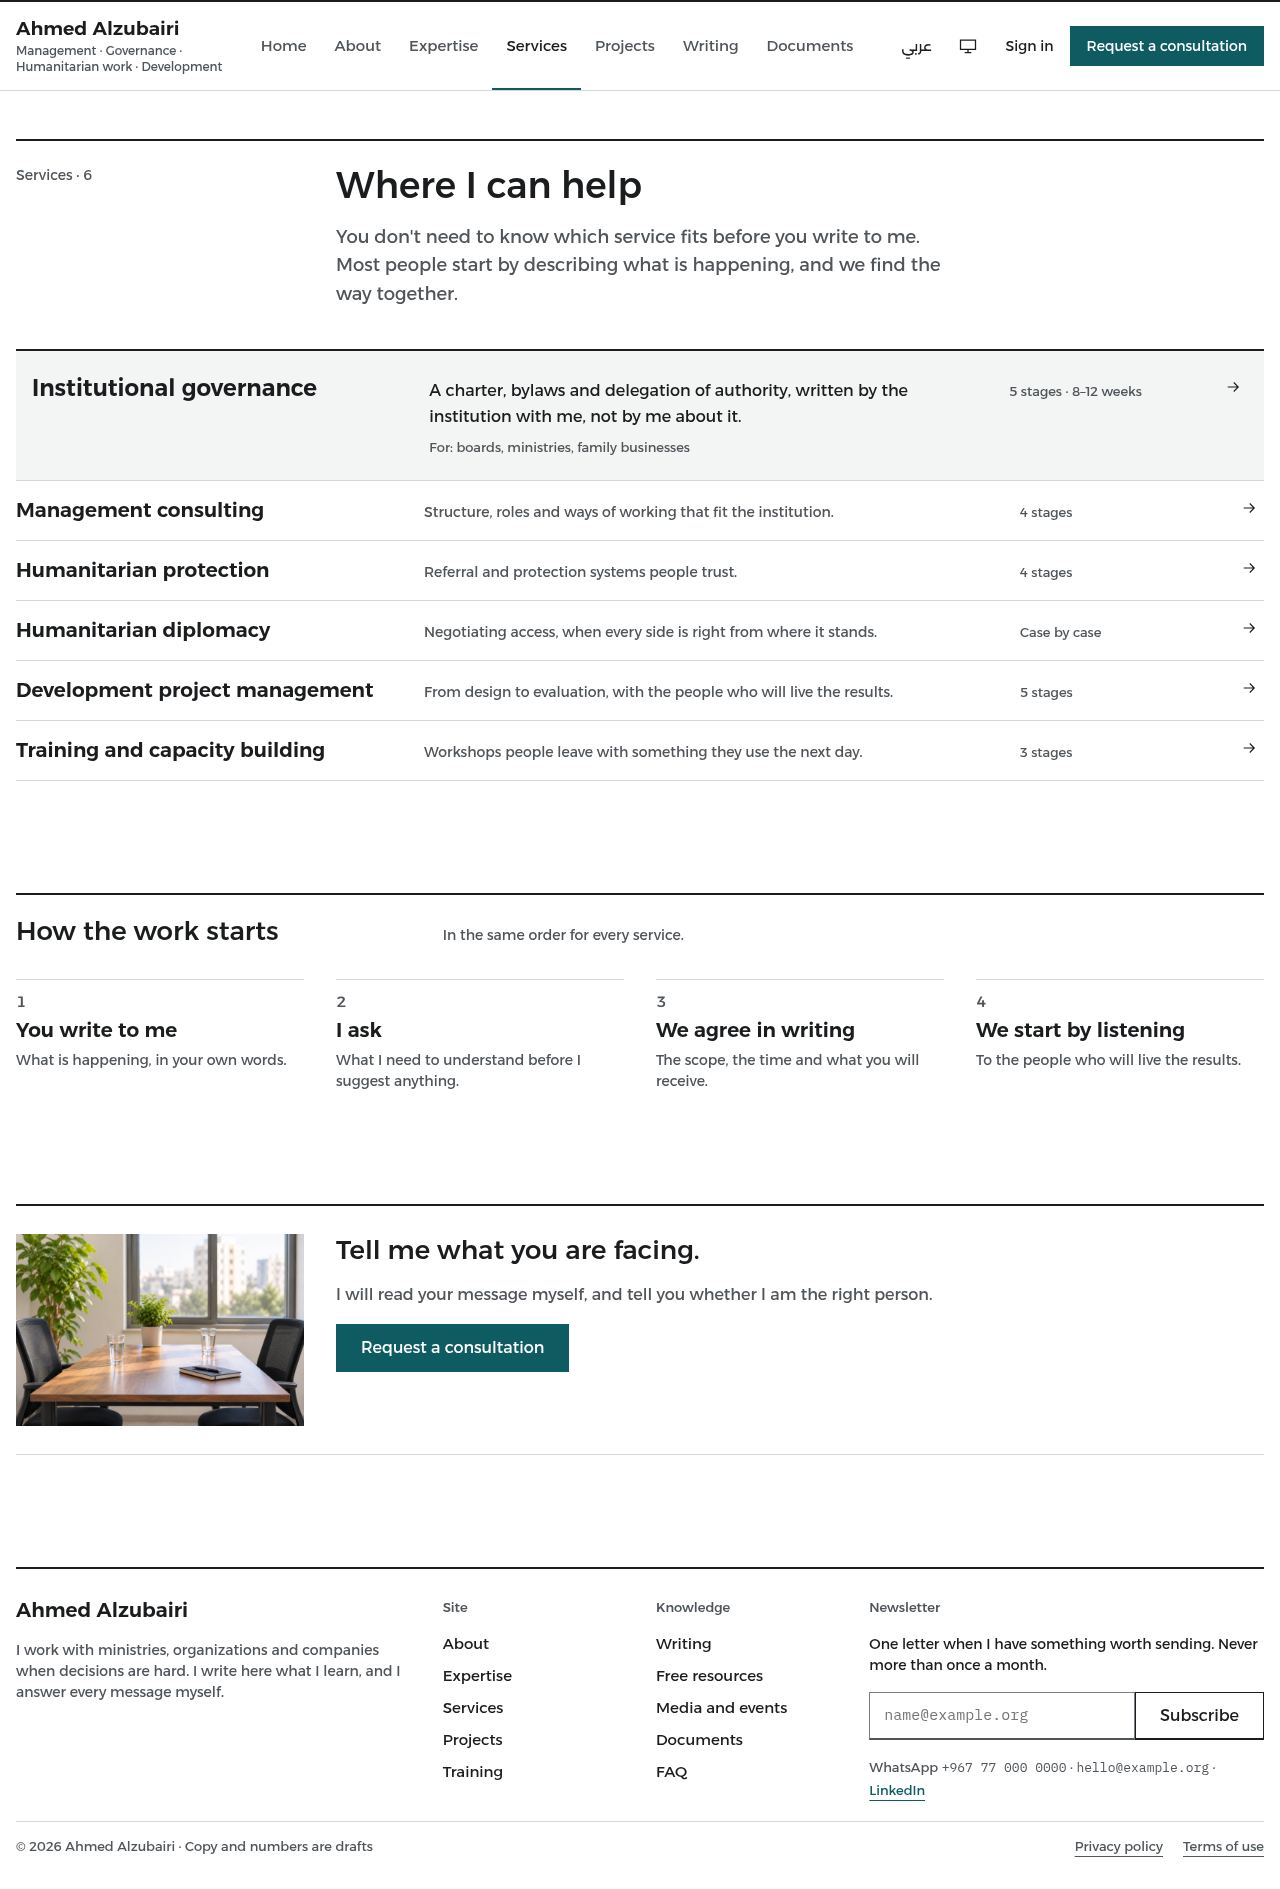 Ahmed Alzubairi
Management · Governance ·
Humanitarian work · Development
Home
About
Expertise
Services
Projects
Writing
Documents
عربي
Sign in
Request a consultation
Services · 6
Where I can help
You don't need to know which service fits before you write to me.
Most people start by describing what is happening, and we find the
way together.
Institutional governance
A charter, bylaws and delegation of authority, written by the
institution with me, not by me about it.
For: boards, ministries, family businesses
5 stages · 8–12 weeks
→
Management consulting
Structure, roles and ways of working that fit the institution.
4 stages
→
Humanitarian protection
Referral and protection systems people trust.
4 stages
→
Humanitarian diplomacy
Negotiating access, when every side is right from where it stands.
Case by case
→
Development project management
From design to evaluation, with the people who will live the results.
5 stages
→
Training and capacity building
Workshops people leave with something they use the next day.
3 stages
→
How the work starts
In the same order for every service.
1
You write to me
What is happening, in your own words.
2
I ask
What I need to understand before I
suggest anything.
3
We agree in writing
The scope, the time and what you will
receive.
4
We start by listening
To the people who will live the results.
Tell me what you are facing.
I will read your message myself, and tell you whether I am the right person.
Request a consultation
Ahmed Alzubairi
I work with ministries, organizations and companies
when decisions are hard. I write here what I learn, and I
answer every message myself.
Site
About
Expertise
Services
Projects
Training
Knowledge
Writing
Free resources
Media and events
Documents
FAQ
Newsletter
One letter when I have something worth sending. Never
more than once a month.
name@example.org
Subscribe
WhatsApp +967 77 000 0000 · hello@example.org ·
LinkedIn
© 2026 Ahmed Alzubairi · Copy and numbers are drafts
Privacy policy
Terms of use